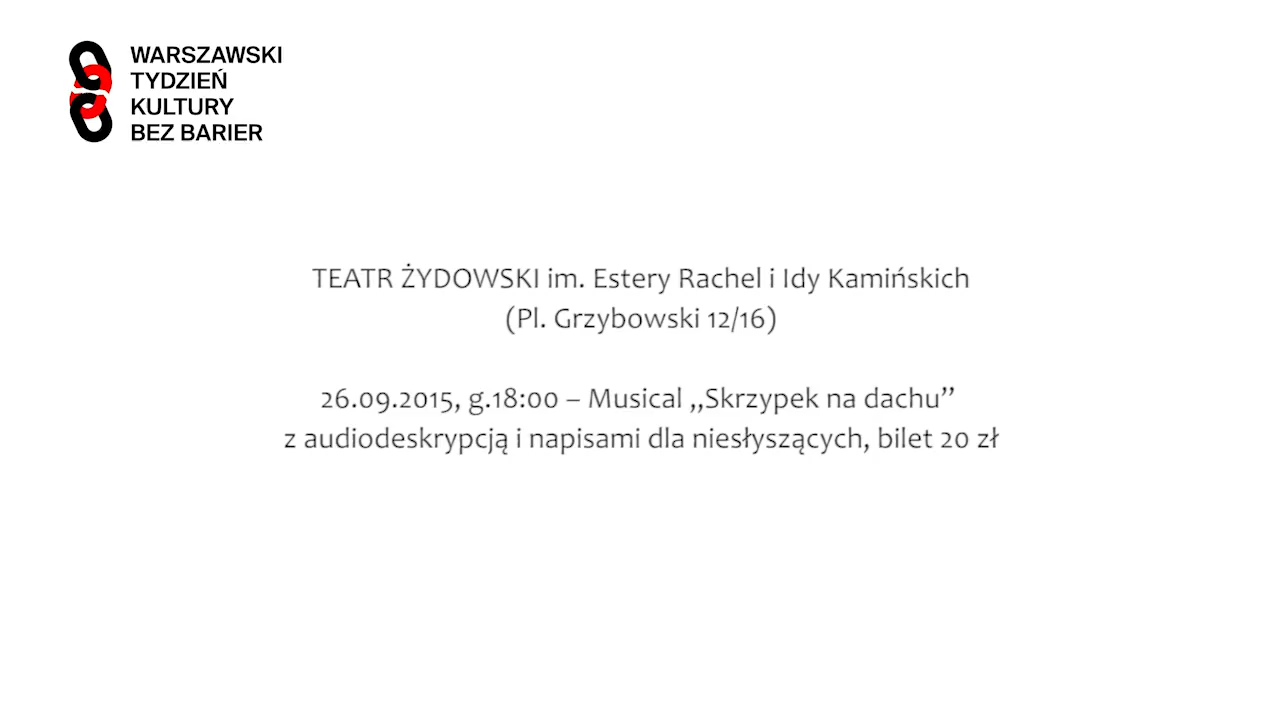 WARSZAWSKI
TYDZIEŃ
KULTURY
BEZ BARIER
TEATR ŻYDOWSKI im. Estery Rachel i Idy Kamińskich
(Pl. Grzybowski 12/16)
26.09.2015, g.18:00 – Musical „Skrzypek na dachu”
z audiodeskrypcją i napisami dla niesłyszących, bilet 20 zł